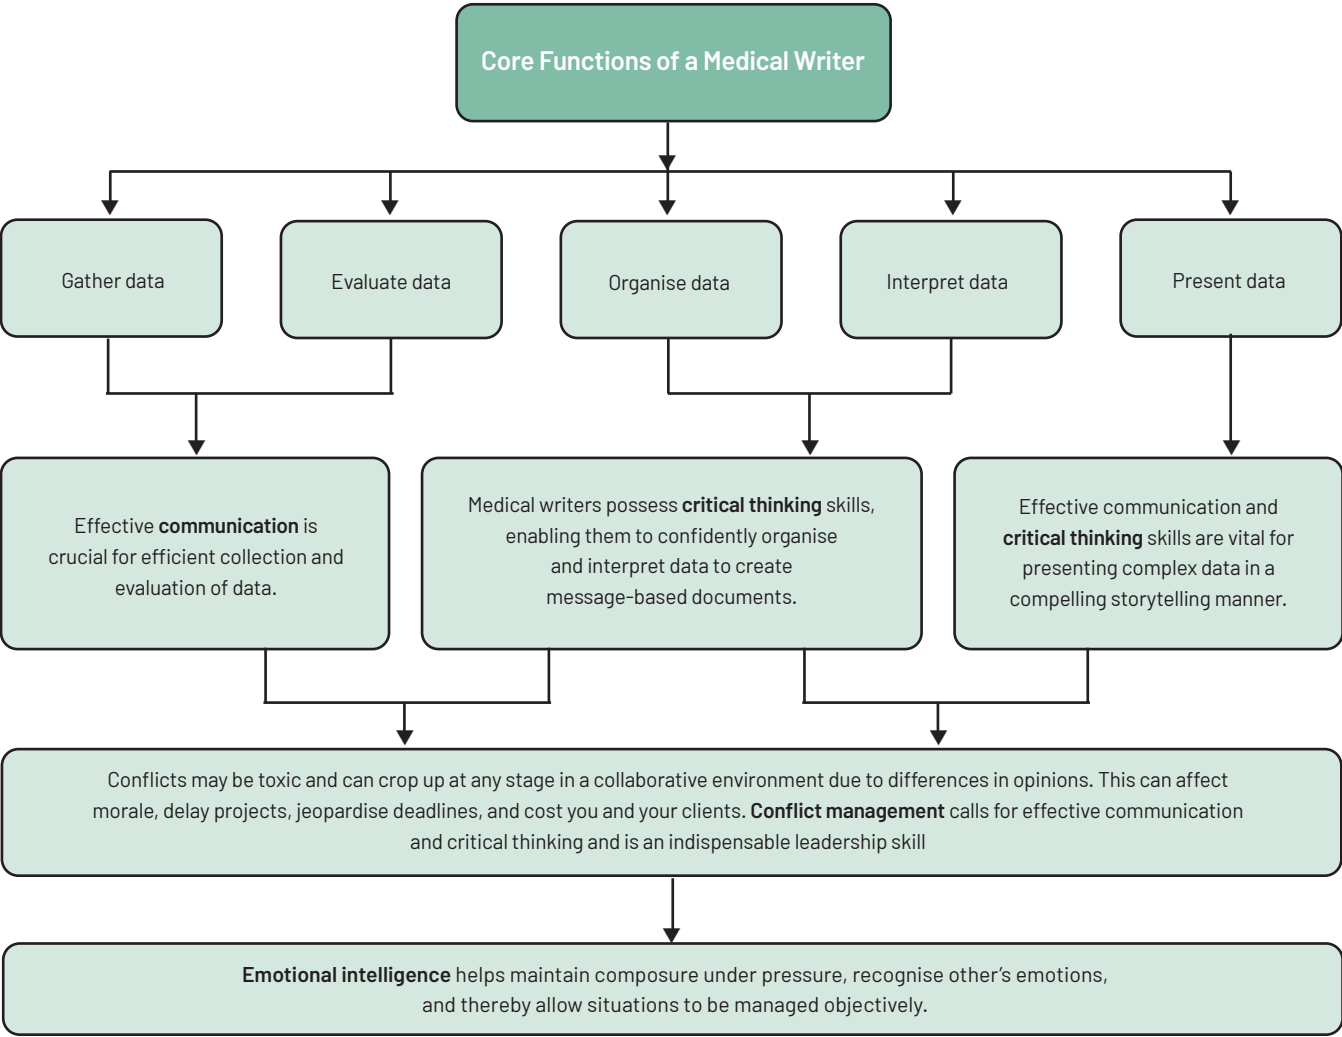 Core Functions of a Medical Writer
Gather data
Evaluate data
Organise data
Interpret data
Present data
Effective communication is
crucial for efficient collection and
evaluation of data.
Medical writers possess critical thinking skills,
enabling them to confidently organise
and interpret data to create
message-based documents.
Effective communication and
critical thinking skills are vital for
presenting complex data in a
compelling storytelling manner.
Conflicts may be toxic and can crop up at any stage in a collaborative environment due to differences in opinions. This can affect
morale, delay projects, jeopardise deadlines, and cost you and your clients. Conflict management calls for effective communication
and critical thinking and is an indispensable leadership skill
Emotional intelligence helps maintain composure under pressure, recognise other’s emotions,
and thereby allow situations to be managed objectively.